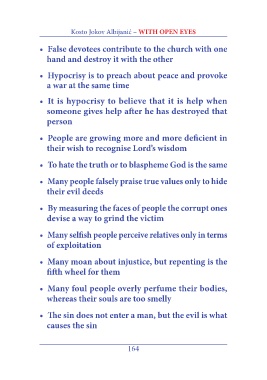 Kosto Jokov Albijanić – WITH OPEN EYES
• False devotees contribute to the church with one
hand and destroy it with the other
• Hypocrisy is to preach about peace and provoke
a war at the same time
• It is hypocrisy to believe that it is help when
someone gives help after he has destroyed that
person
• People are growing more and more deficient in
their wish to recognise Lord’s wisdom
• To hate the truth or to blaspheme God is the same
• Many people falsely praise true values only to hide
their evil deeds
• By measuring the faces of people the corrupt ones
devise a way to grind the victim
• Many selfish people perceive relatives only in terms
of exploitation
• Many moan about injustice, but repenting is the
fifth wheel for them
• Many foul people overly perfume their bodies,
whereas their souls are too smelly
• The sin does not enter a man, but the evil is what
causes the sin
164